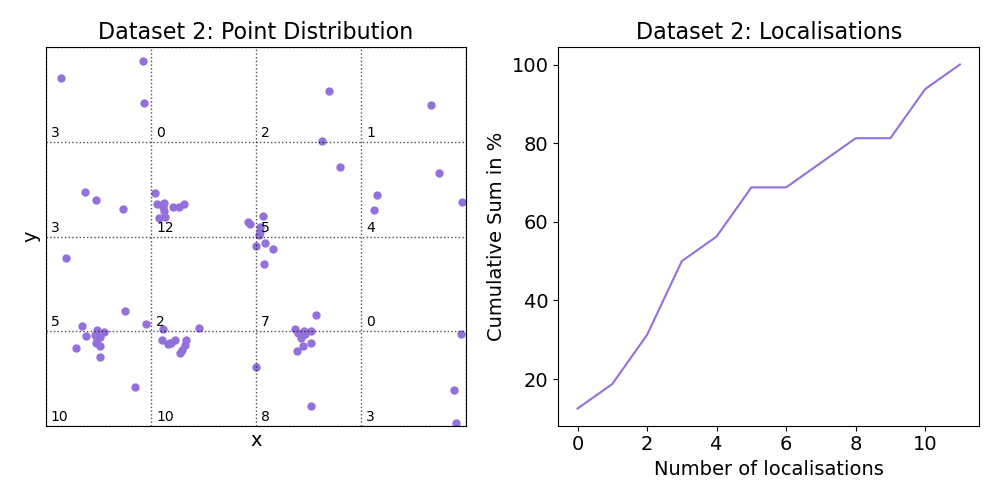 Dataset 2: Point Distribution
3 0 2 1
3 12 5 4
5 2 7 0
10 10 8 3
y
x
Dataset 2: Localisations
100
80
60
40
20
0 2 4 6 8 10
Cumulative Sum in %
Number of localisations